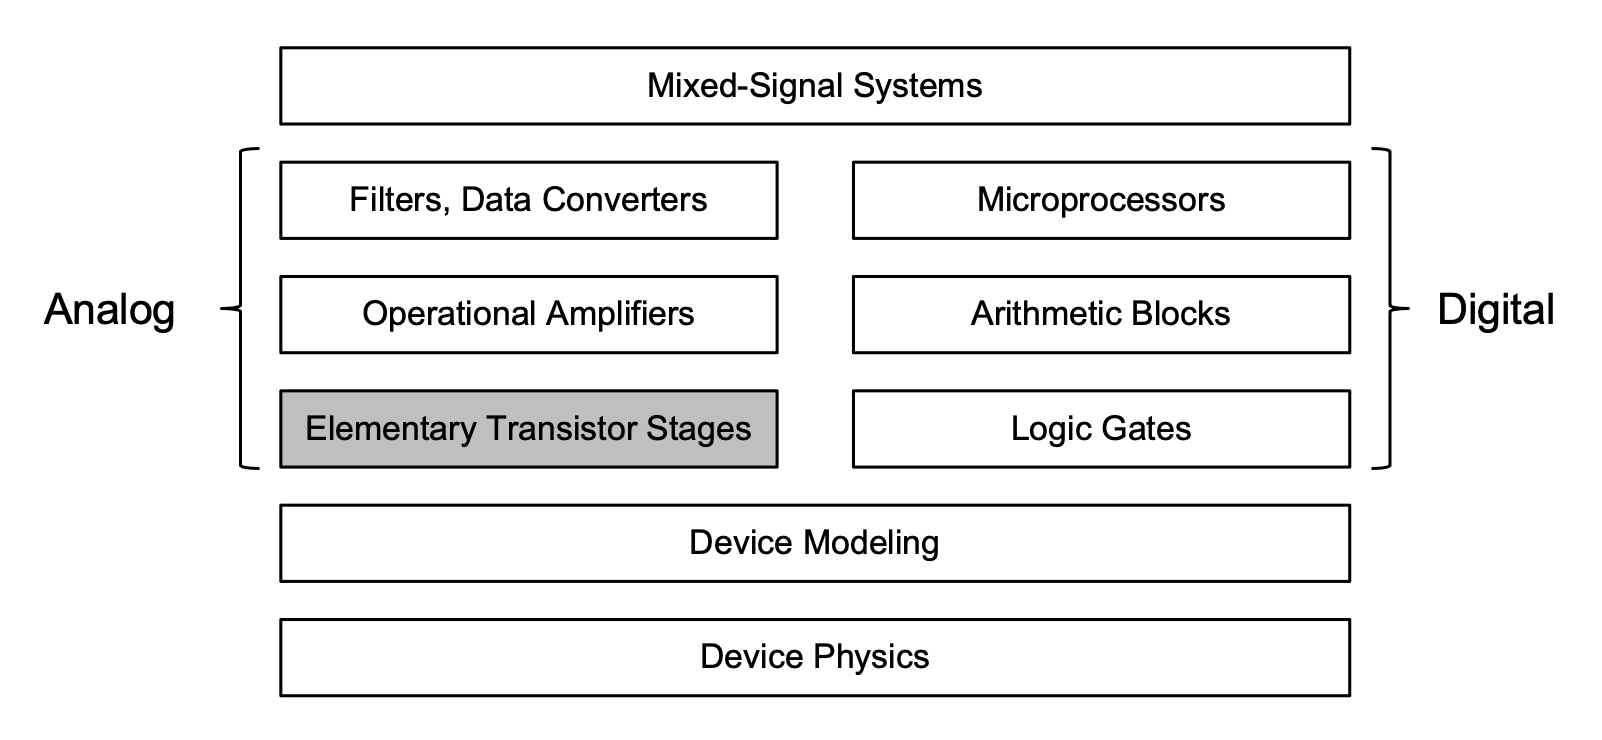 Mixed-Signal Systems
Filters, Data Converters
Microprocessors
Analog
Operational Amplifiers
Arithmetic Blocks
Digital
Elementary Transistor Stages
Logic Gates
Device Modeling
Device Physics